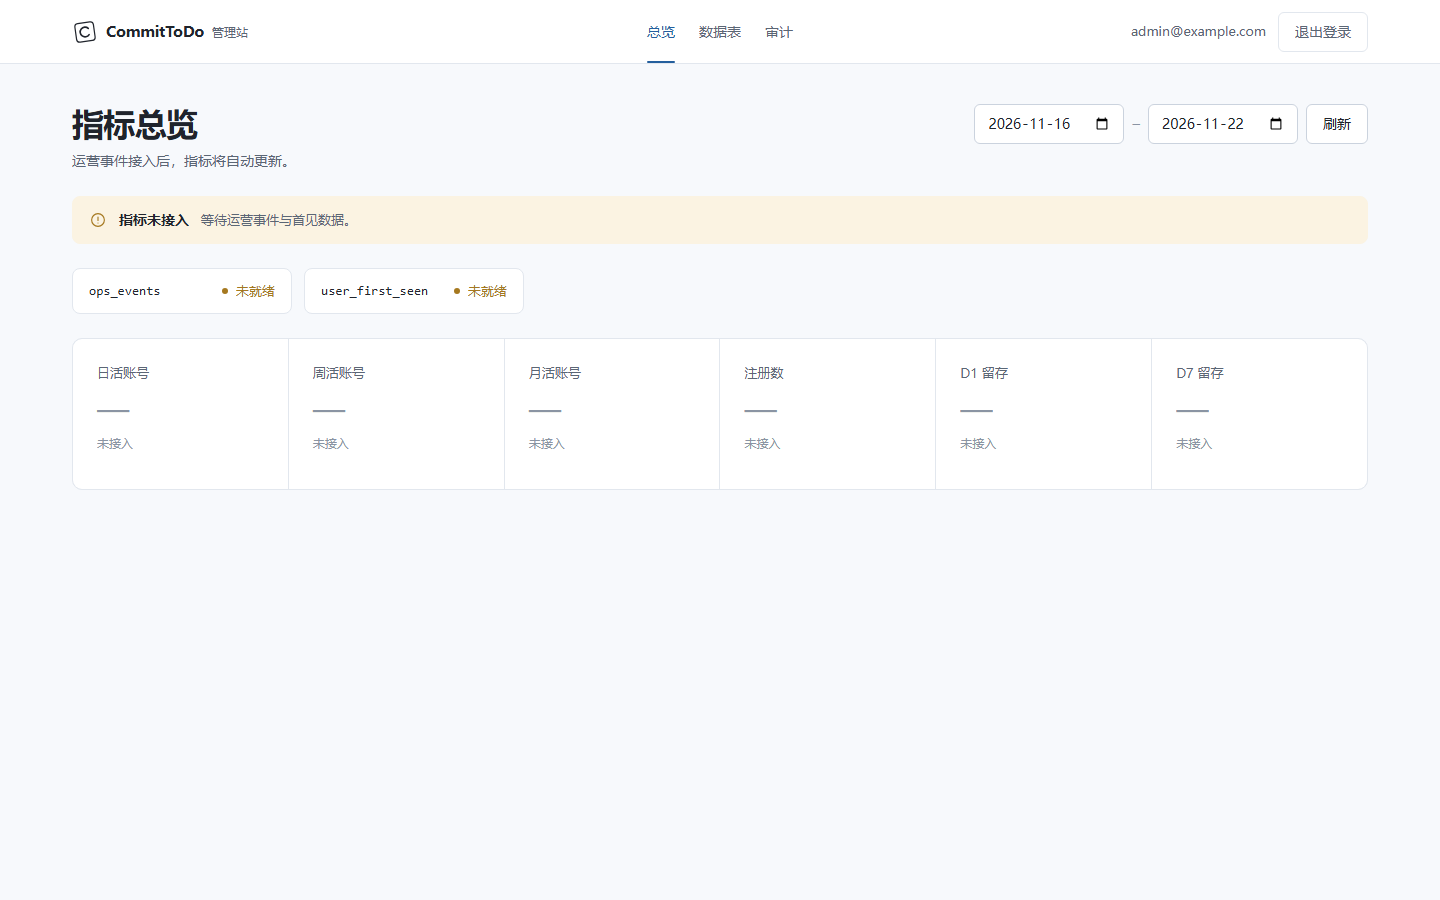 CommitToDo 管理站
总览 数据表 审计
admin@example.com 退出登录
指标总览
2026-11-16 – 2026-11-22 刷新
运营事件接入后，指标将自动更新。
指标未接入 等待运营事件与首见数据。
ops_events 未就绪
user_first_seen 未就绪
日活账号 周活账号 月活账号 注册数 D1 留存 D7 留存
— — — — — —
未接入 未接入 未接入 未接入 未接入 未接入